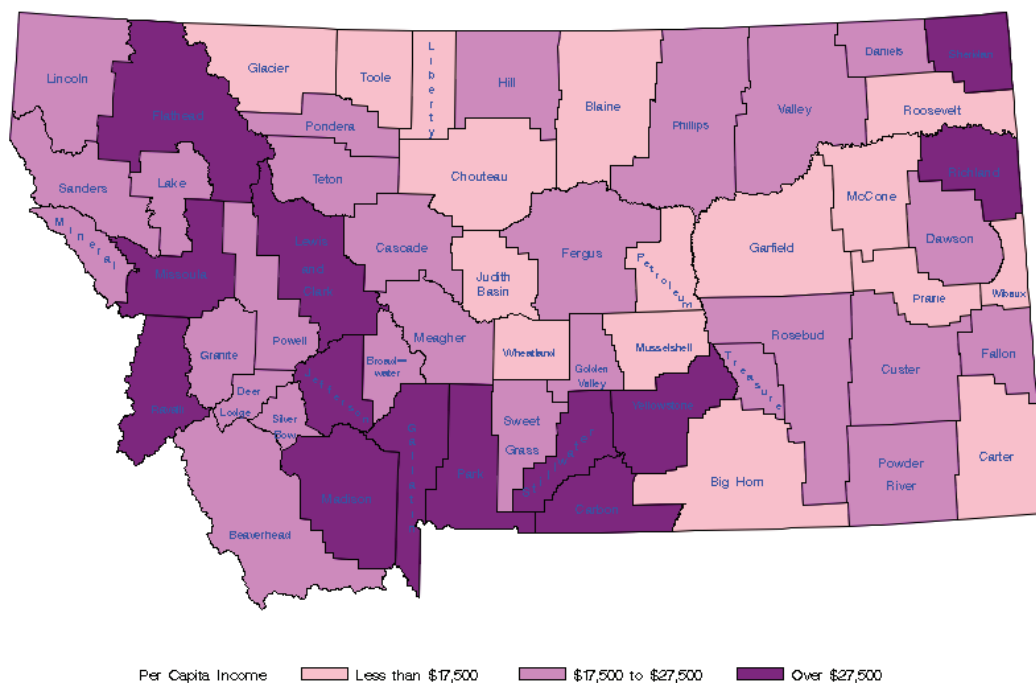 Lincoln
Flathead
Glacier
Toole
Liberty
Hill
Blaine
Phillips
Valley
Daniels
Sheridan
Roosevelt
Pondera
Teton
Chouteau
Sanders
Lake
Mineral
Missoula
Lewis
and
Clark
Cascade
Judith
Basin
Fergus
Petroleum
Garfield
McCone
Richland
Dawson
Prairie
Wibaux
Powell
Granite
Meagher
Broad-
water
Wheatland
Golden
Valley
Musselshell
Rosebud
Treasure
Custer
Fallon
Ravalli
Deer
Lodge
Silver
Bow
Jefferson
Gallatin
Park
Sweet
Grass
Stillwater
Yellowstone
Carbon
Big Horn
Powder
River
Carter
Madison
Beaverhead
Per Capita Income
Less than $17,500
$17,500 to $27,500
Over $27,500